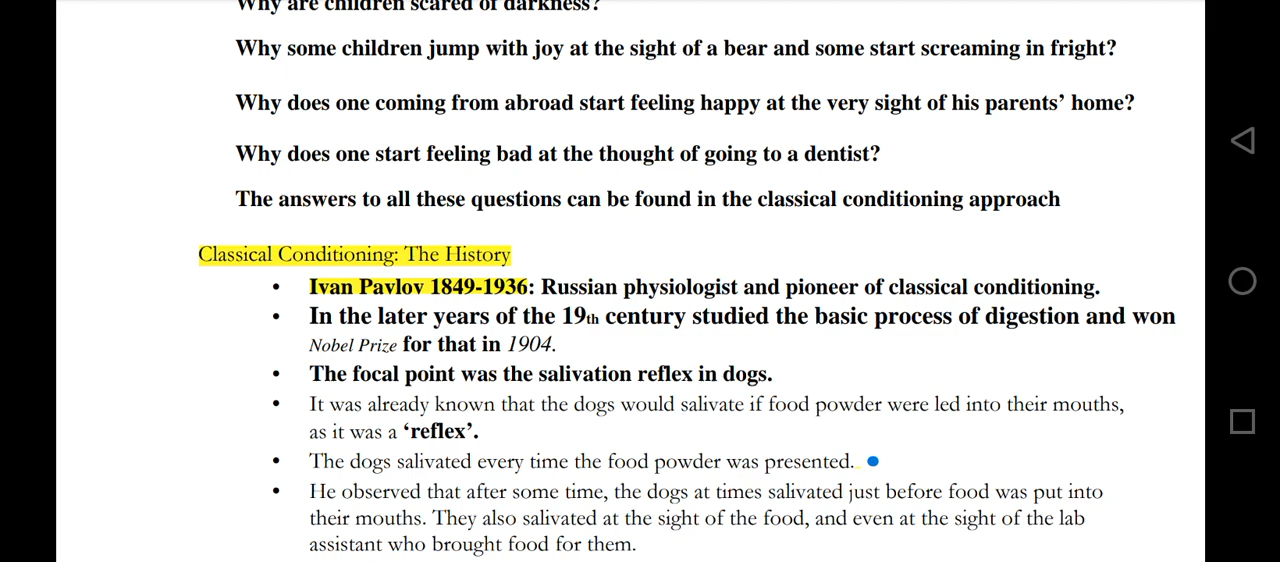 Why are children scared of darkness?
Why some children jump with joy at the sight of a bear and some start screaming in fright?
Why does one coming from abroad start feeling happy at the very sight of his parents’ home?
Why does one start feeling bad at the thought of going to a dentist?
The answers to all these questions can be found in the classical conditioning approach
Classical Conditioning: The History
• Ivan Pavlov 1849-1936: Russian physiologist and pioneer of classical conditioning.
• In the later years of the 19th century studied the basic process of digestion and won
Nobel Prize for that in 1904.
• The focal point was the salivation reflex in dogs.
• It was already known that the dogs would salivate if food powder were led into their mouths,
as it was a ‘reflex’.
• The dogs salivated every time the food powder was presented.
• He observed that after some time, the dogs at times salivated just before food was put into
their mouths. They also salivated at the sight of the food, and even at the sight of the lab
assistant who brought food for them.